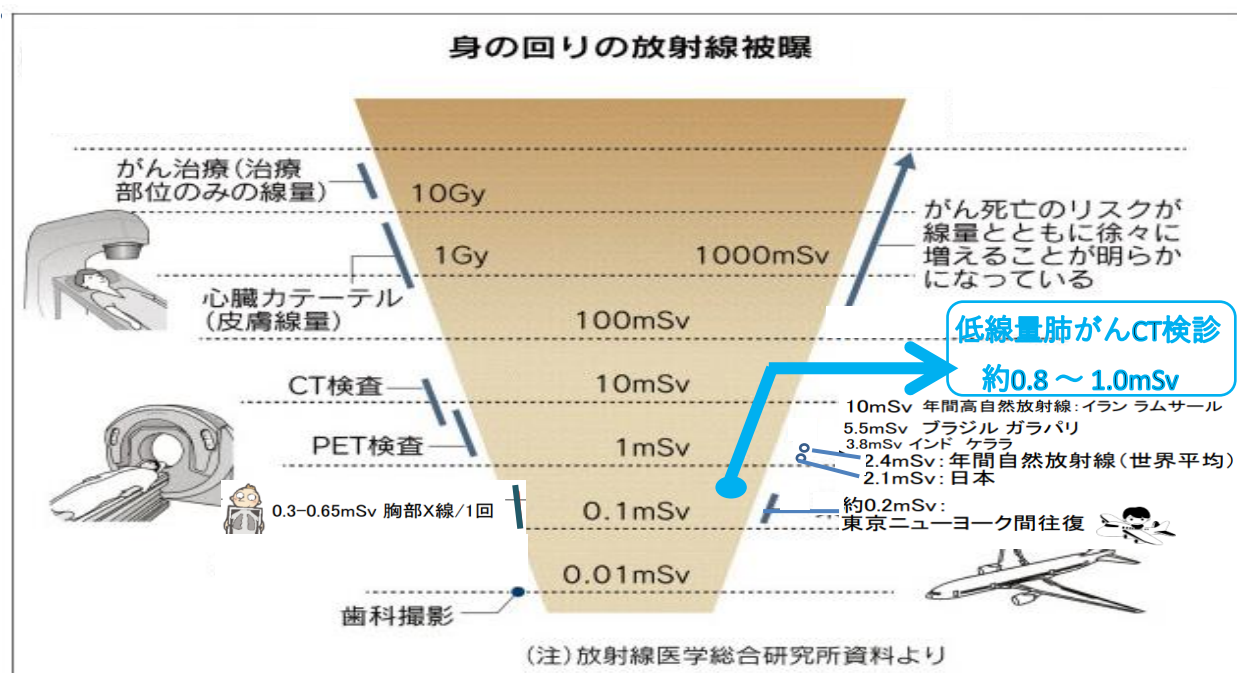 身の回りの放射線被曝
がん治療(治療
部位のみの線量)
10Gy
がん死亡のリスクが
線量とともに徐々に
増えることが明らか
になっている
1Gy
1000mSv
心臓カテーテル
(皮膚線量)
100mSv
低線量肺がんCT検診
約0.8 ~ 1.0mSv
CT検査
10mSv
10mSv 年間高自然放射線:イラン ラムサール
5.5mSv ブラジル ガラパリ
3.8mSv インド ケララ
PET検査
1mSv
2.4mSv:年間自然放射線(世界平均)
2.1mSv:日本
0.3-0.65mSv 胸部X線/1回
0.1mSv
約0.2mSv:
東京ニューヨーク間往復
0.01mSv
歯科撮影
(注)放射線医学総合研究所資料より